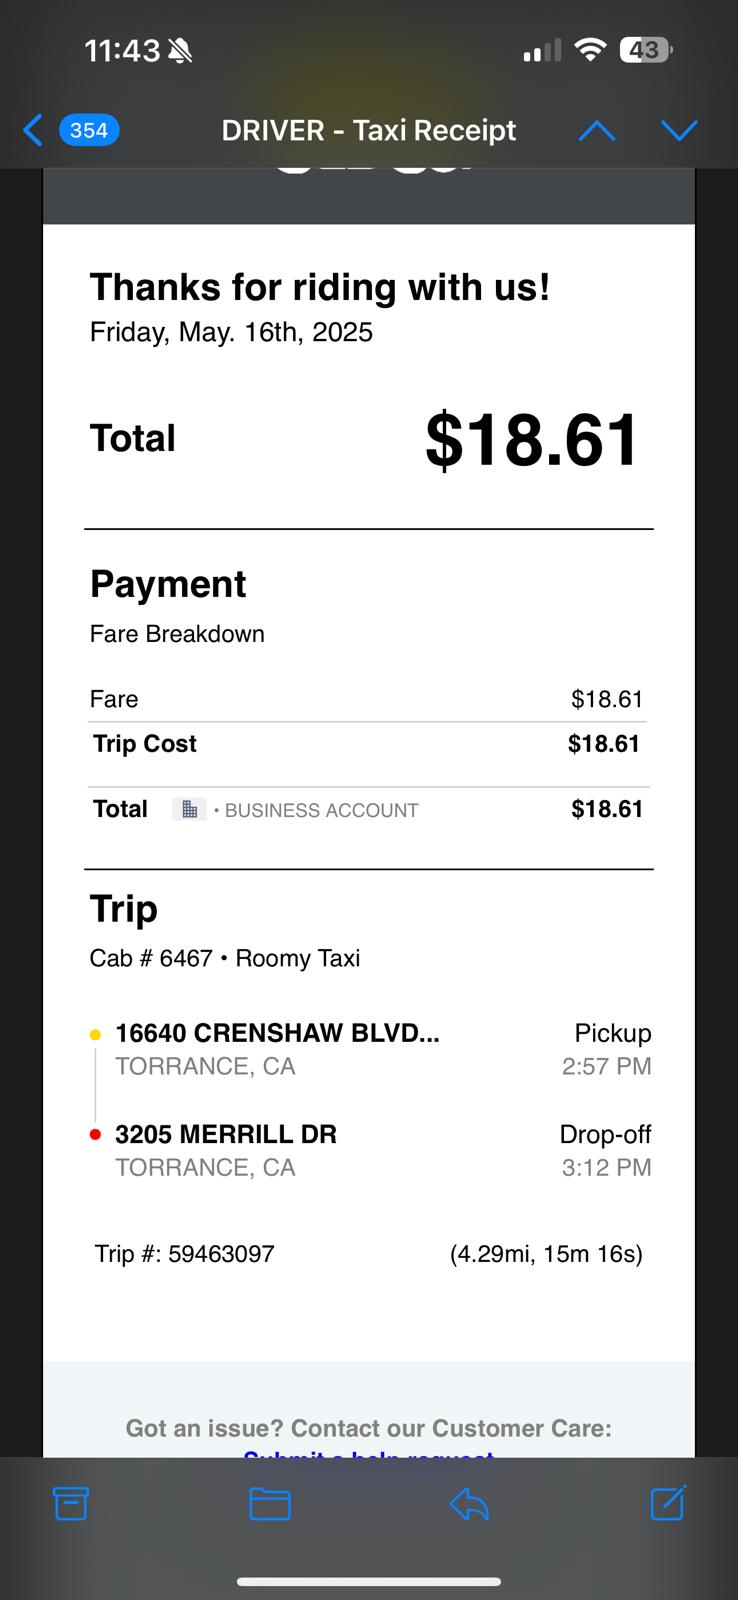 11:43
43
354
DRIVER - Taxi Receipt
Thanks for riding with us!
Friday, May. 16th, 2025
Total $18.61
Payment
Fare Breakdown
Fare $18.61
Trip Cost $18.61
Total • BUSINESS ACCOUNT $18.61
Trip
Cab # 6467 • Roomy Taxi
16640 CRENSHAW BLVD... Pickup
TORRANCE, CA 2:57 PM
3205 MERRILL DR Drop-off
TORRANCE, CA 3:12 PM
Trip #: 59463097 (4.29mi, 15m 16s)
Got an issue? Contact our Customer Care:
Submit a help request